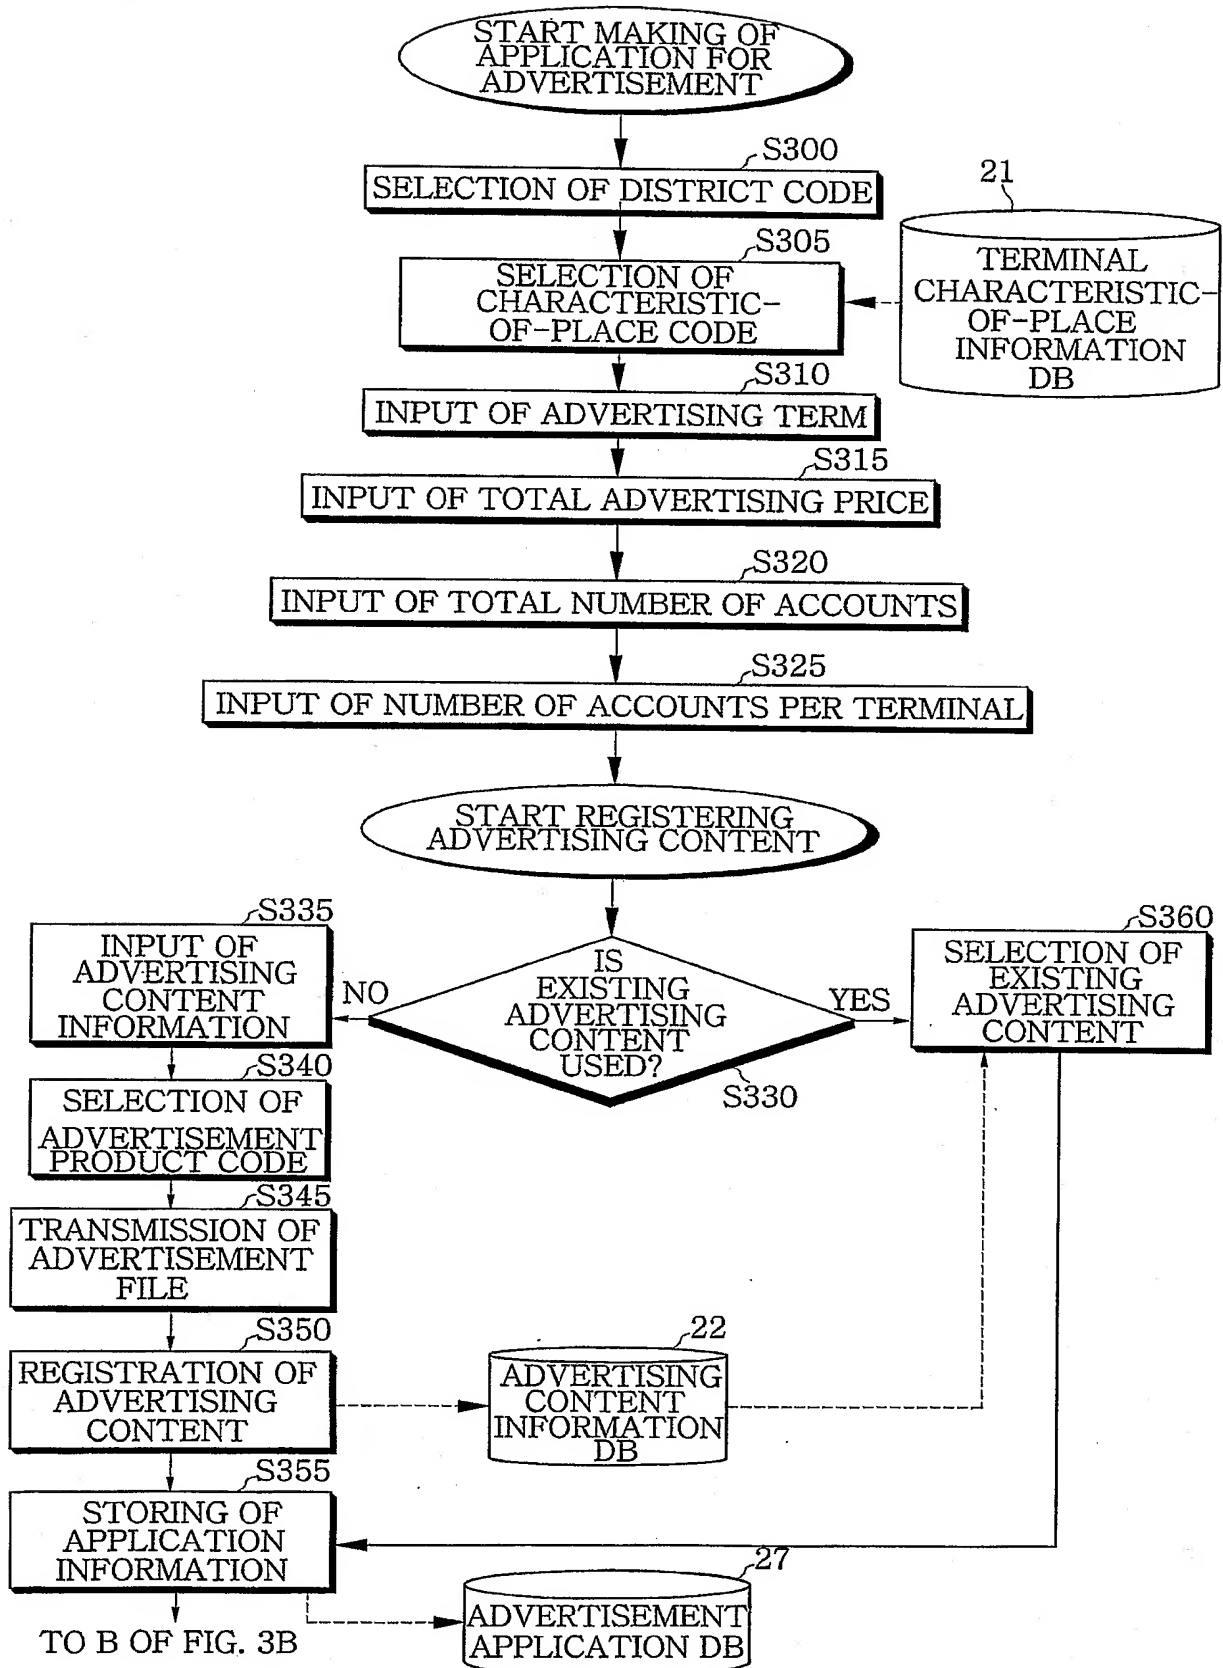 START MAKING OF
APPLICATION FOR
ADVERTISEMENT
S300
SELECTION OF DISTRICT CODE
21
S305
SELECTION OF
CHARACTERISTIC-
OF-PLACE CODE
TERMINAL
CHARACTERISTIC-
OF-PLACE
INFORMATION
DB
S310
INPUT OF ADVERTISING TERM
S315
INPUT OF TOTAL ADVERTISING PRICE
S320
INPUT OF TOTAL NUMBER OF ACCOUNTS
S325
INPUT OF NUMBER OF ACCOUNTS PER TERMINAL
START REGISTERING
ADVERTISING CONTENT
S335
INPUT OF
ADVERTISING
CONTENT
INFORMATION
NO
IS
EXISTING
ADVERTISING
CONTENT
USED?
S330
YES
S360
SELECTION OF
EXISTING
ADVERTISING
CONTENT
S340
SELECTION OF
ADVERTISEMENT
PRODUCT CODE
S345
TRANSMISSION OF
ADVERTISEMENT
FILE
S350
REGISTRATION OF
ADVERTISING
CONTENT
22
ADVERTISING
CONTENT
INFORMATION
DB
S355
STORING OF
APPLICATION
INFORMATION
27
ADVERTISEMENT
APPLICATION DB
TO B OF FIG. 3B